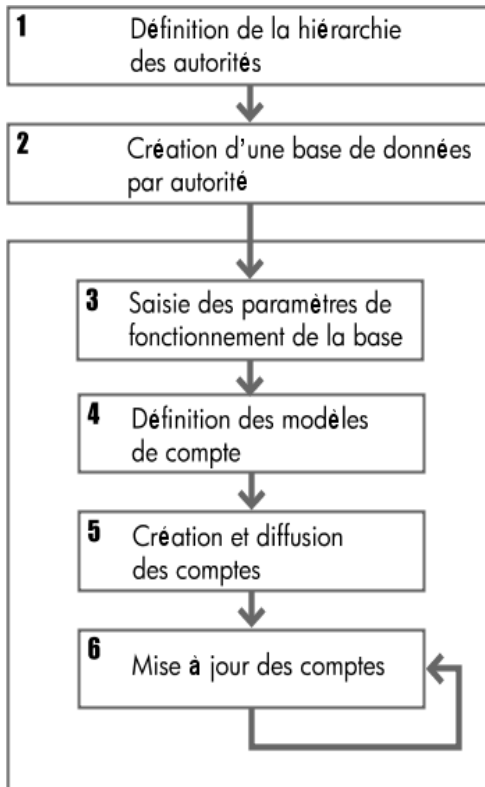 1 Définition de la hiérarchie
des autorités
2 Création d'une base de données
par autorité
3 Saisie des paramètres de
fonctionnement de la base
4 Définition des modèles
de compte
5 Création et diffusion
des comptes
6 Mise à jour des comptes